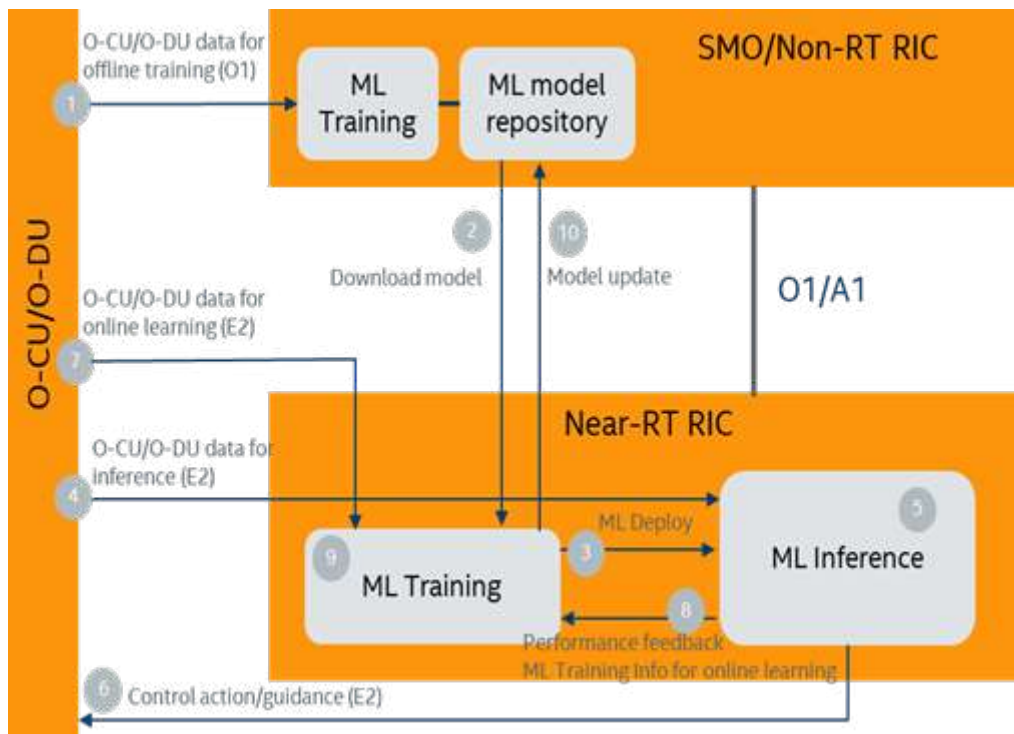 O-CU/O-DU data for
offline training (O1)
1
ML
Training
ML model
repository
SMO/Non-RT RIC
2
Download model
10
Model update
O1/A1
O-CU/O-DU
O-CU/O-DU data for
online learning (E2)
7
Near-RT RIC
O-CU/O-DU data for
inference (E2)
4
5
ML Deploy
3
ML Inference
9
ML Training
8
Performance feedback
ML Training Info for online learning
6
Control action/guidance (E2)